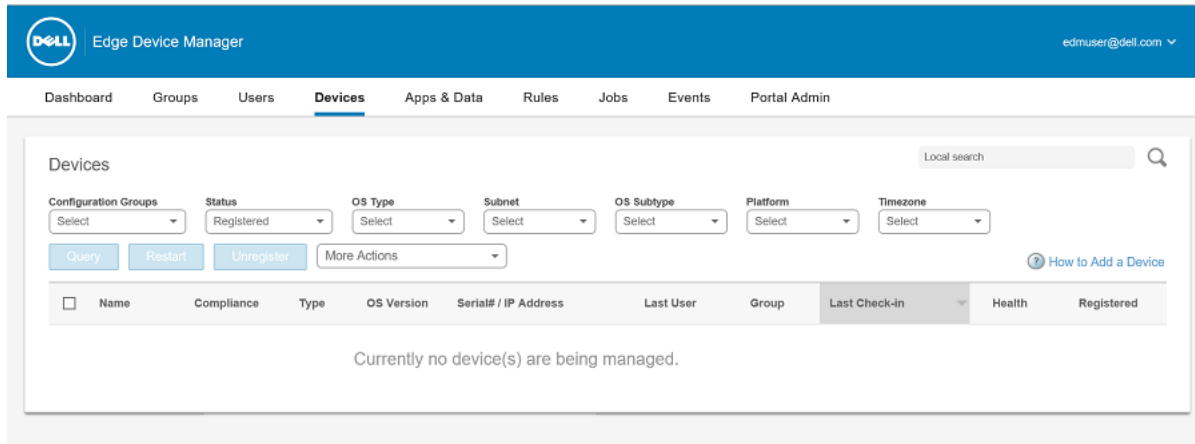 DELL Edge Device Manager edmuser@dell.com
Dashboard Groups Users Devices Apps & Data Rules Jobs Events Portal Admin
Devices Local search
Configuration Groups Status OS Type Subnet OS Subtype Platform Timezone
Select Registered Select Select Select Select Select
Query Restart Unregister More Actions
? How to Add a Device
Name Compliance Type OS Version Serial# / IP Address Last User Group Last Check-in Health Registered
Currently no device(s) are being managed.